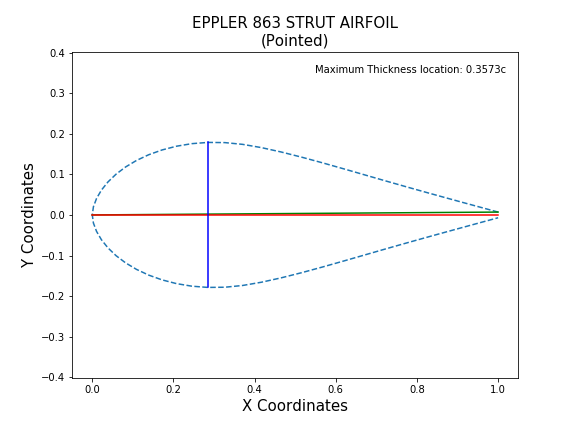 EPPLER 863 STRUT AIRFOIL
(Pointed)
Maximum Thickness location: 0.3573c
0.4
0.3
0.2
0.1
0.0
−0.1
−0.2
−0.3
−0.4
Y Coordinates
0.0 0.2 0.4 0.6 0.8 1.0
X Coordinates